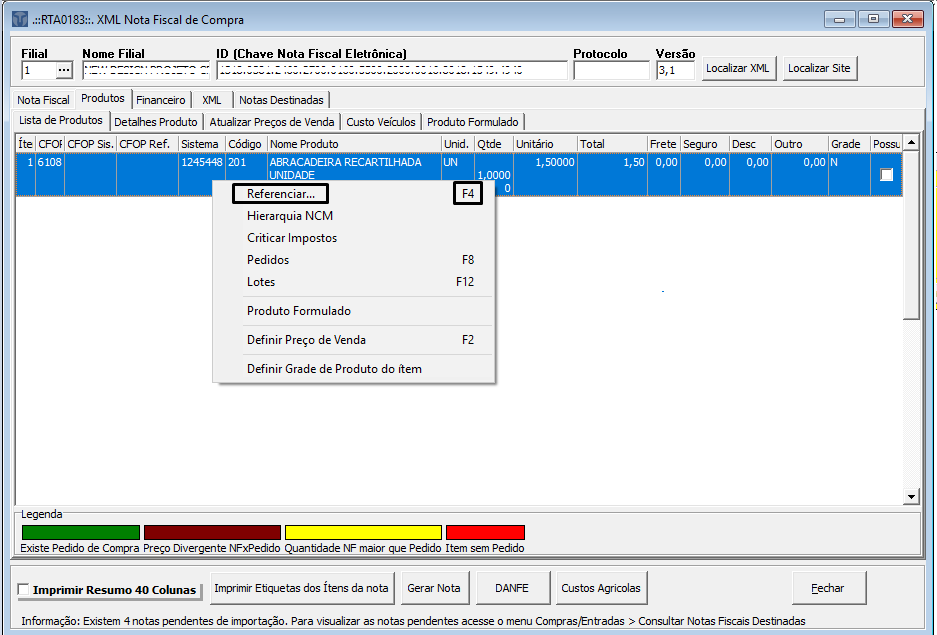 .::RTA0183::. XML Nota Fiscal de Compra
Filial Nome Filial ID (Chave Nota Fiscal Eletrônica) Protocolo Versão
1 ... 3,1 Localizar XML Localizar Site
Nota Fiscal Produtos Financeiro XML Notas Destinadas
Lista de Produtos Detalhes Produto Atualizar Preços de Venda Custo Veículos Produto Formulado
Íte CFOP CFOP Sis. CFOP Ref. Sistema Código Nome Produto Unid. Qtde Unitário Total Frete Seguro Desc Outro Grade Possu
1 6108 1245448 201 ABRACADEIRA RECARTILHADA UN 1,50000 1,50 0,00 0,00 0,00 0,00 N
UNIDADE 1,0000
0
Referenciar... F4
Hierarquia NCM
Criticar Impostos
Pedidos F8
Lotes F12
Produto Formulado
Definir Preço de Venda F2
Definir Grade de Produto do ítem
Legenda
Existe Pedido de Compra Preço Divergente NFxPedido Quantidade NF maior que Pedido Item sem Pedido
Imprimir Resumo 40 Colunas Imprimir Etiquetas dos Ítens da nota Gerar Nota DANFE Custos Agricolas Fechar
Informação: Existem 4 notas pendentes de importação. Para visualizar as notas pendentes acesse o menu Compras/Entradas > Consultar Notas Fiscais Destinadas